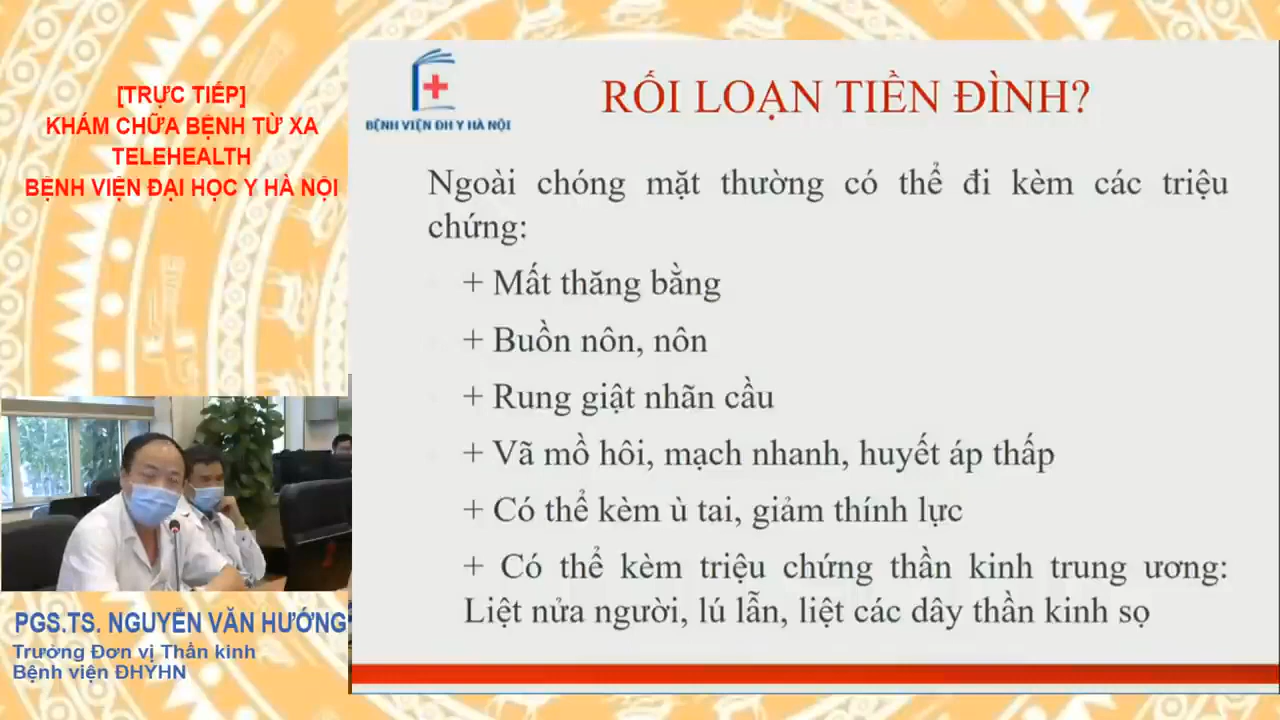 [TRỰC TIẾP]
KHÁM CHỮA BỆNH TỪ XA
TELEHEALTH
BỆNH VIỆN ĐẠI HỌC Y HÀ NỘI
BỆNH VIỆN ĐH Y HÀ NỘI
RỐI LOẠN TIỀN ĐÌNH?
Ngoài chóng mặt thường có thể đi kèm các triệu
chứng:
+ Mất thăng bằng
+ Buồn nôn, nôn
+ Rung giật nhãn cầu
+ Vã mồ hôi, mạch nhanh, huyết áp thấp
+ Có thể kèm ù tai, giảm thính lực
+ Có thể kèm triệu chứng thần kinh trung ương:
Liệt nửa người, lú lẫn, liệt các dây thần kinh sọ
PGS.TS. NGUYỄN VĂN HƯỚNG
Trưởng Đơn vị Thần kinh
Bệnh viện ĐHYHN